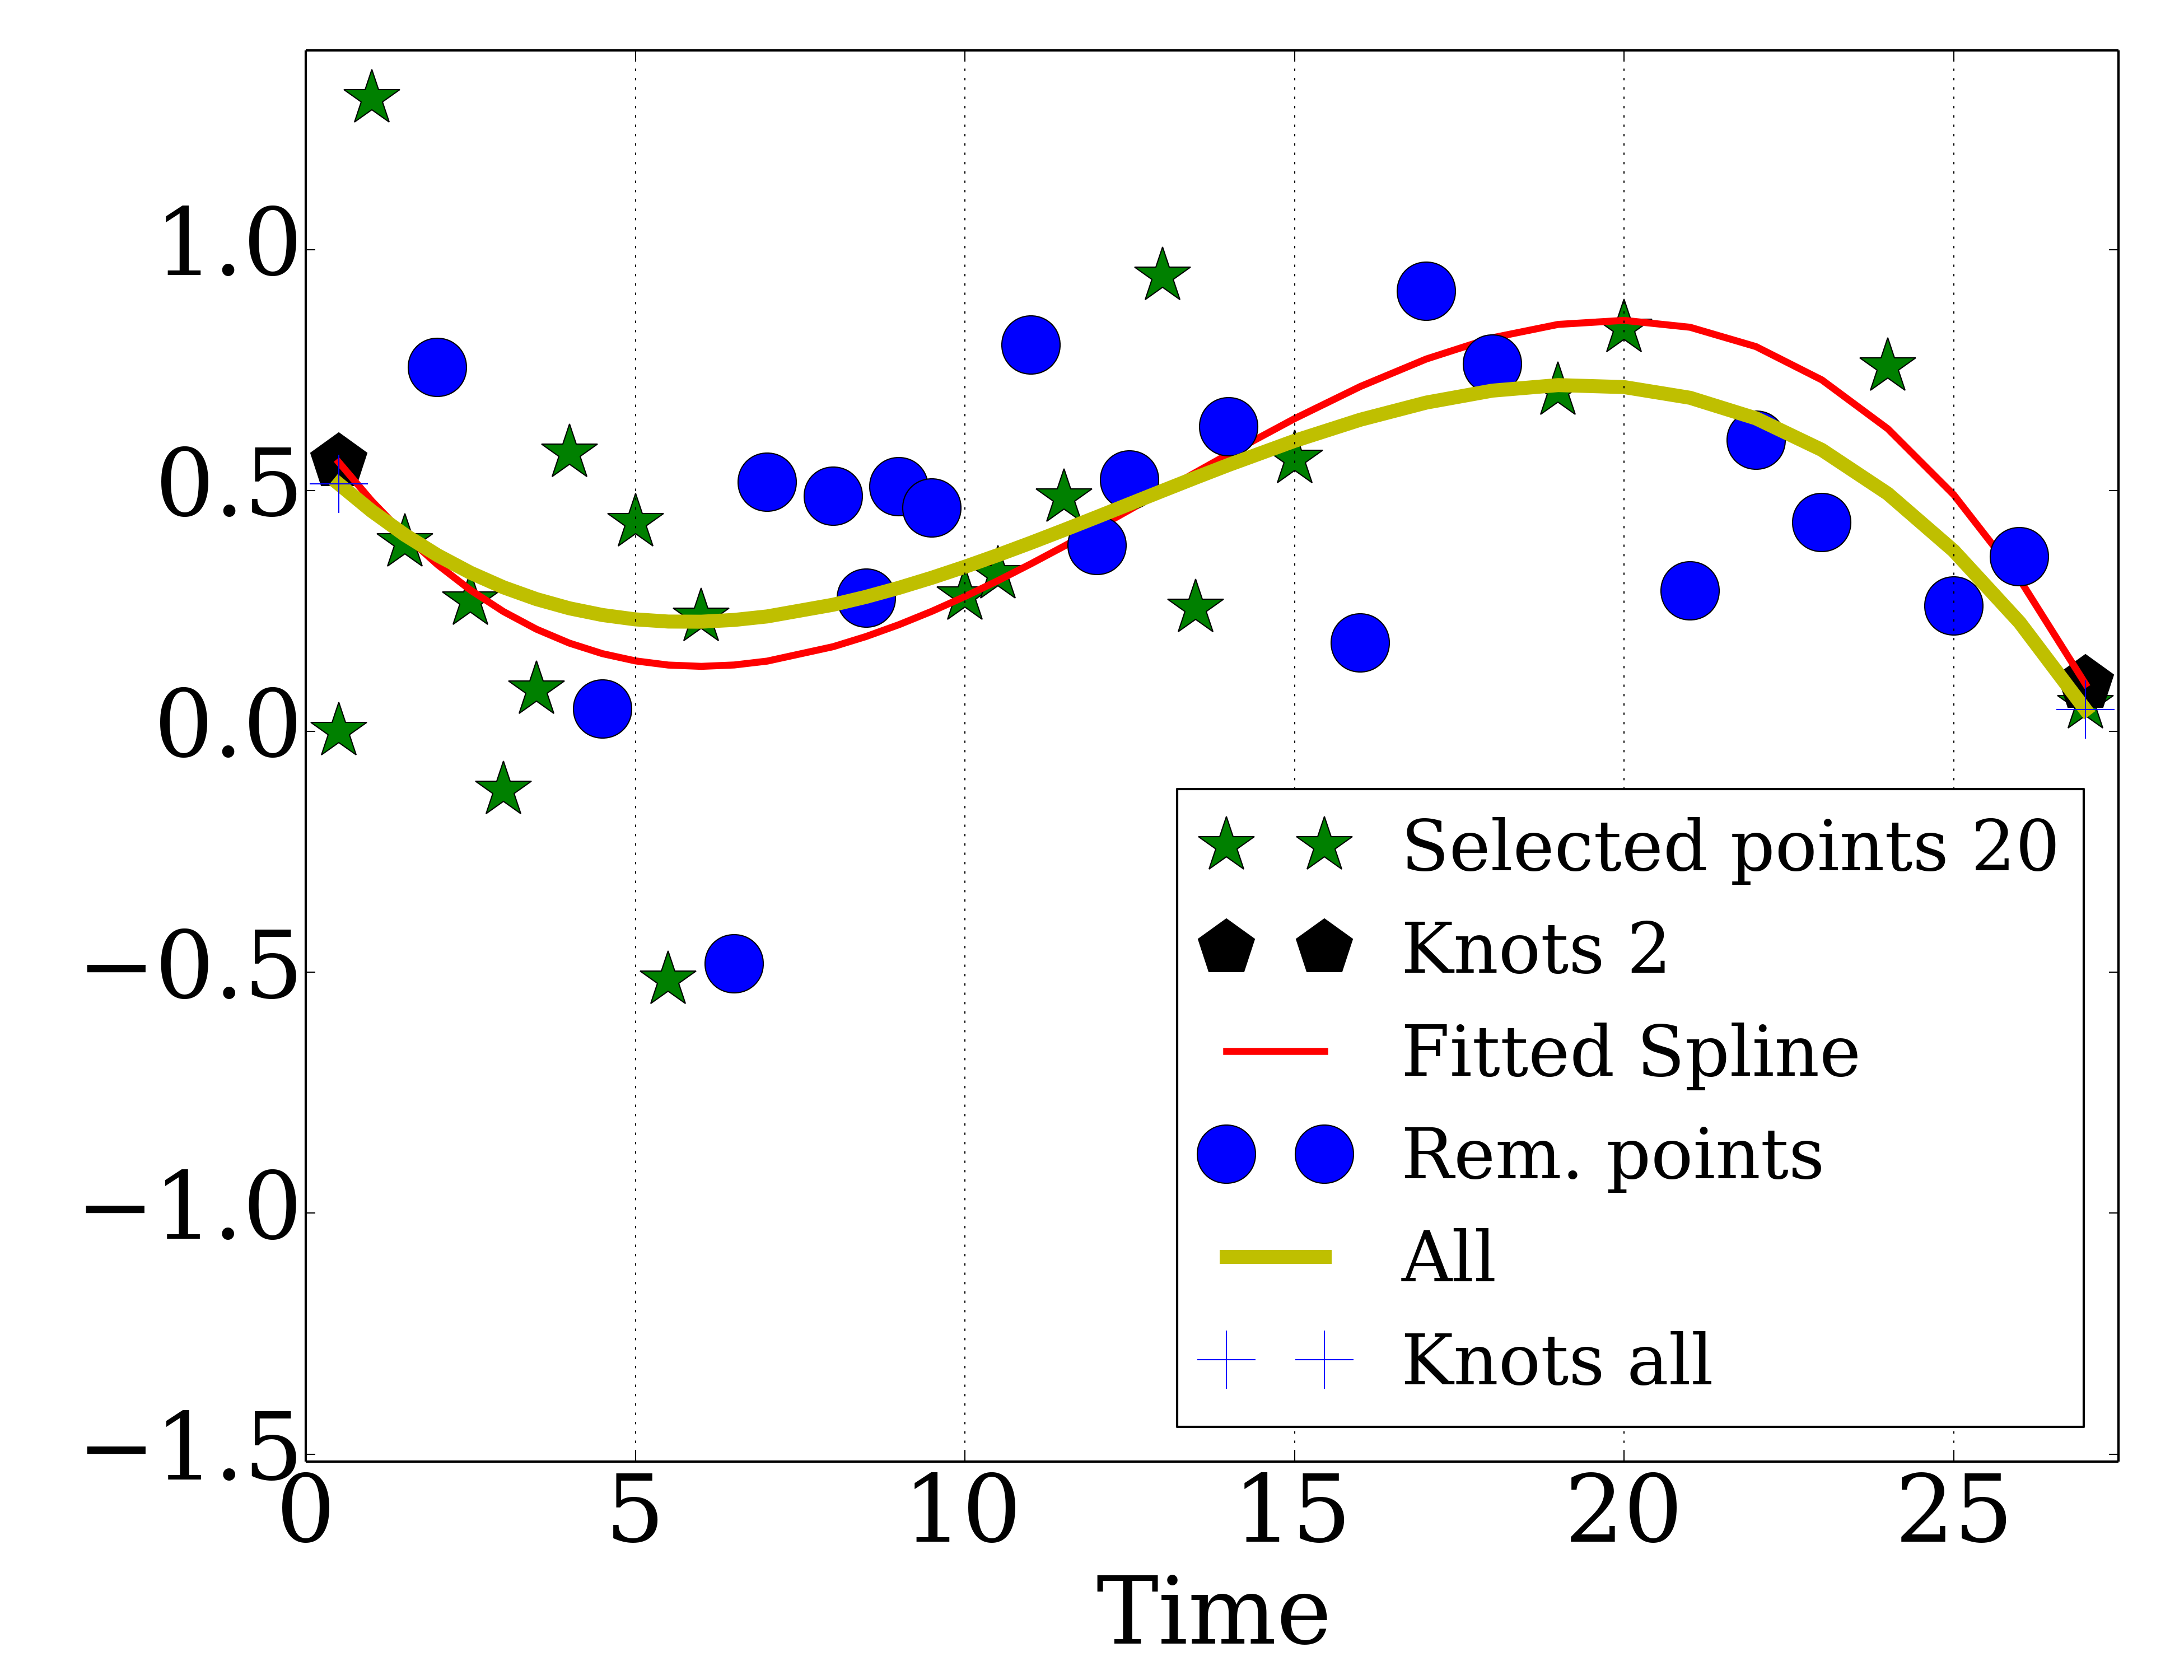 1.0
0.5
0.0
−0.5
−1.0
−1.5
0 5 10 15 20 25
Time
Selected points 20
Knots 2
Fitted Spline
Rem. points
All
Knots all